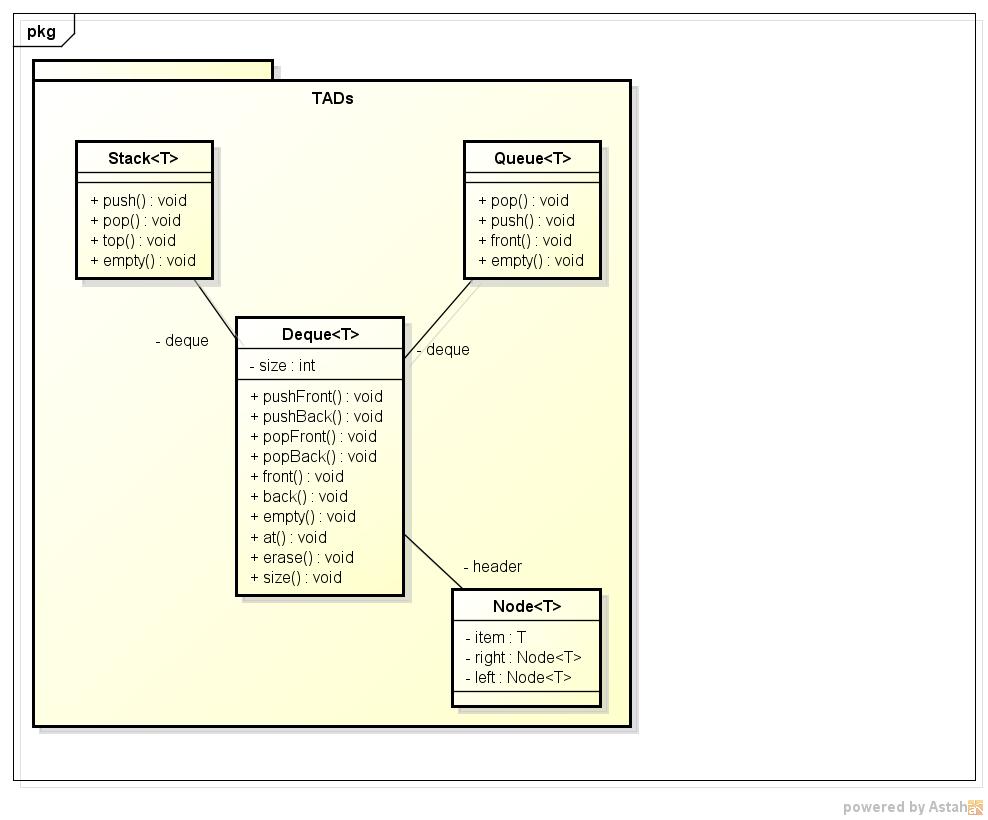 pkg
TADs
Stack<T>
+ push() : void
+ pop() : void
+ top() : void
+ empty() : void
Queue<T>
+ pop() : void
+ push() : void
+ front() : void
+ empty() : void
- deque
- deque
Deque<T>
- size : int
+ pushFront() : void
+ pushBack() : void
+ popFront() : void
+ popBack() : void
+ front() : void
+ back() : void
+ empty() : void
+ at() : void
+ erase() : void
+ size() : void
- header
Node<T>
- item : T
- right : Node<T>
- left : Node<T>
powered by Astah